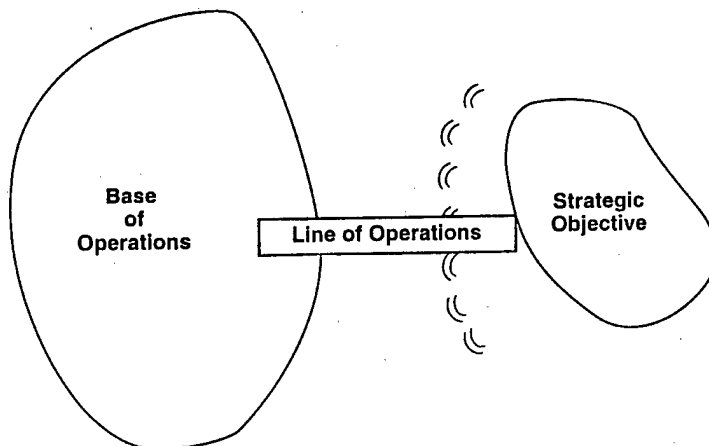 Base
of
Operations
Line of Operations
Strategic
Objective